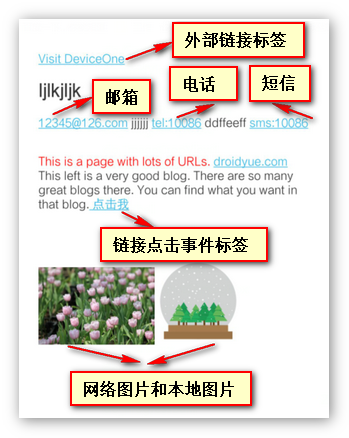 外部链接标签
Visit DeviceOne
ljlkjljk
邮箱
电话
短信
12345@126.com jjjjjj tel:10086 ddffeeff sms:10086
This is a page with lots of URLs. droidyue.com
This left is a very good blog. There are so many
great blogs there. You can find what you want in
that blog. 点击我
链接点击事件标签
网络图片和本地图片